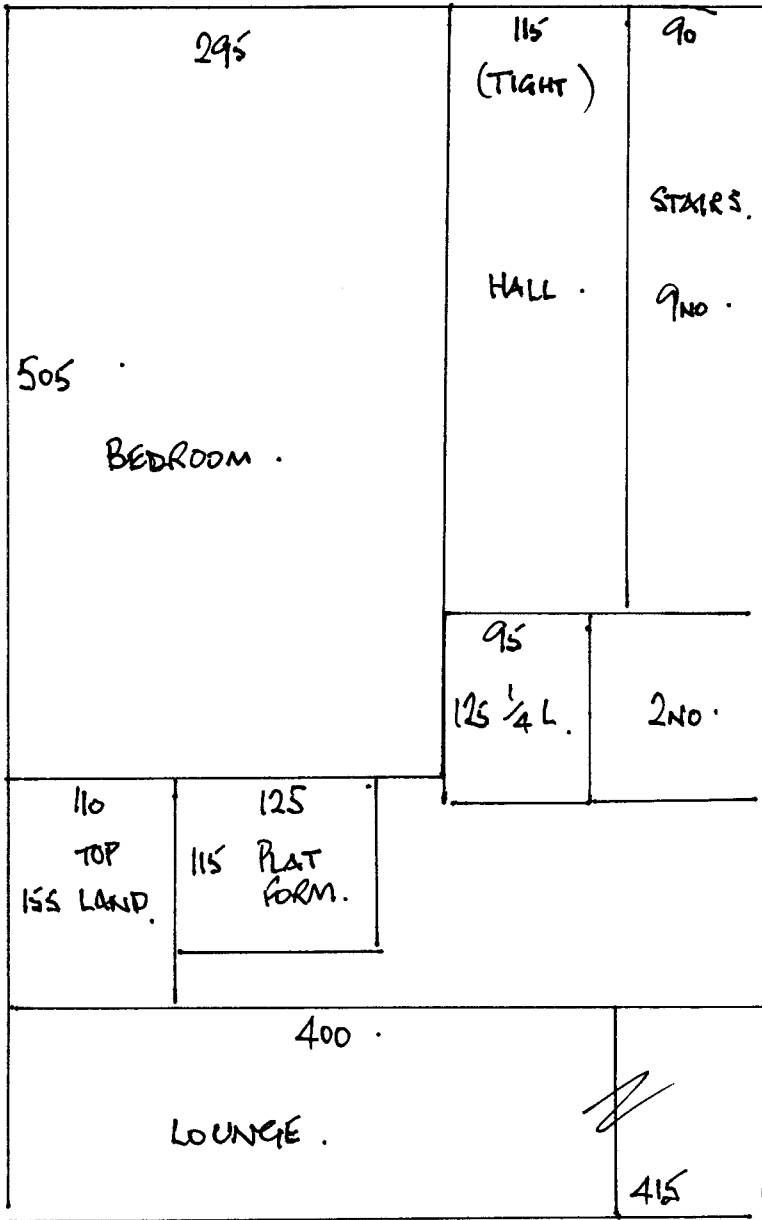 295
115
(TIGHT)
90
STAIRS.
HALL.
9NO.
505
BEDROOM.
95
125 1/4 L.
2NO.
110
TOP
155 LAND.
125
115 PLAT
FORM.
400.
LOUNGE.
415